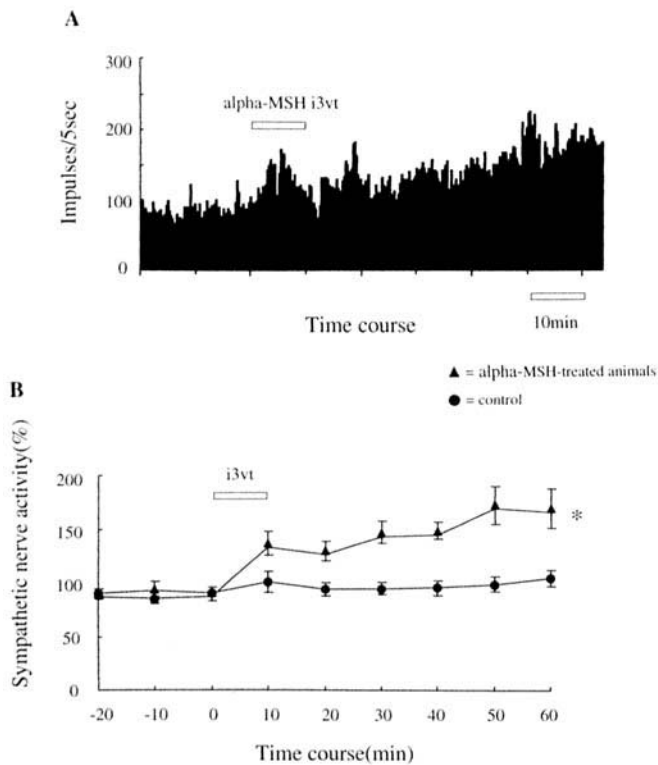 A
300
200
100
0
Impulses/5sec
alpha-MSH i3vt
Time course
10min
▲ = alpha-MSH-treated animals
● = control
B
200
150
100
50
0
Sympathetic nerve activity(%)
i3vt
*
-20 -10 0 10 20 30 40 50 60
Time course(min)